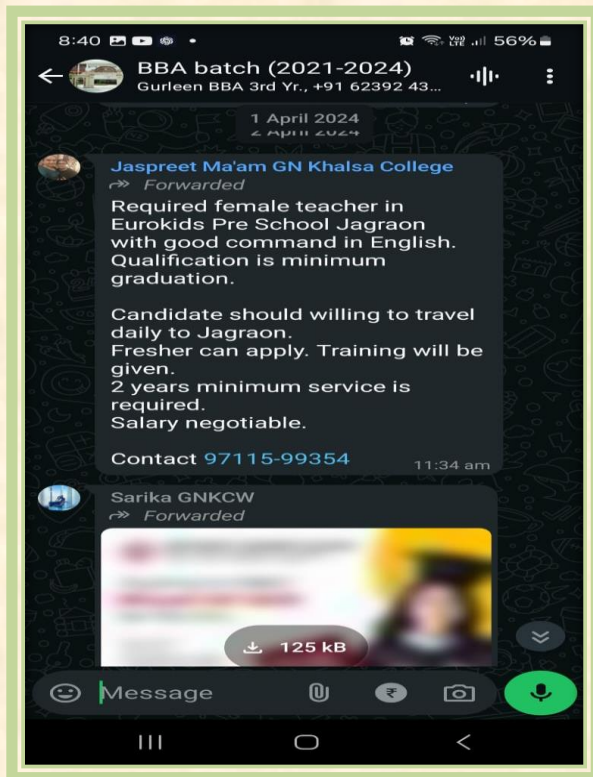 8:40
56%
BBA batch (2021-2024)
Gurleen BBA 3rd Yr., +91 62392 43...
1 April 2024
2 April 2024
Jaspreet Ma'am GN Khalsa College
Forwarded
Required female teacher in
Eurokids Pre School Jagraon
with good command in English.
Qualification is minimum
graduation.
Candidate should willing to travel
daily to Jagraon.
Fresher can apply. Training will be
given.
2 years minimum service is
required.
Salary negotiable.
Contact 97115-99354
11:34 am
Sarika GNKCW
Forwarded
125 kB
Message